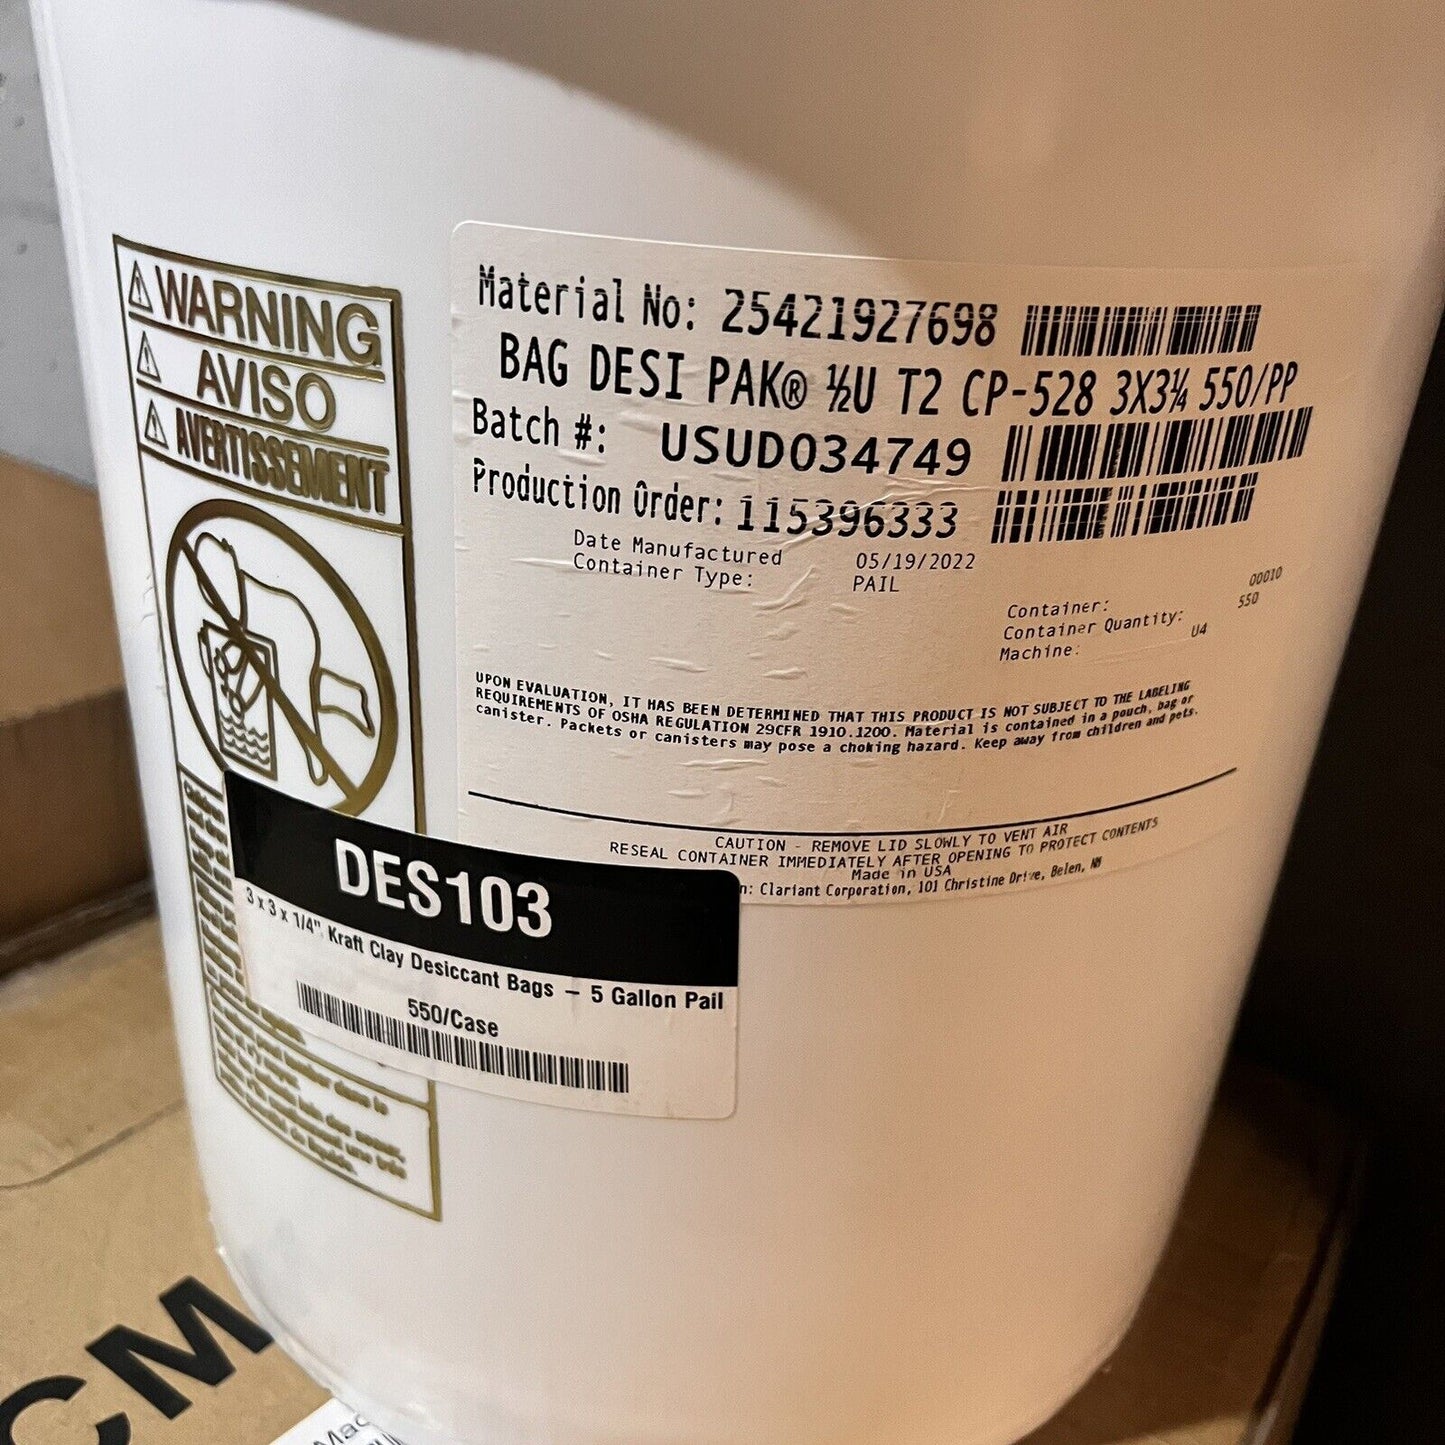 WARNING
AVISO
AVERTISSEMENT
Material No: 25421927698
BAG DESI PAK® ½U T2 CP-528 3X3¼ 550/PP
Batch #: USUD034749
Production Order: 115396333
Date Manufactured 05/19/2022
Container Type: PAIL
Container: 00010
Container Quantity: 550
Machine: U4
UPON EVALUATION, IT HAS BEEN DETERMINED THAT THIS PRODUCT IS NOT SUBJECT TO THE LABELING
REQUIREMENTS OF OSHA REGULATION 29CFR 1910.1200. Material is contained in a pouch, bag or
canister. Packets or canisters may pose a choking hazard. Keep away from children and pets.
CAUTION - REMOVE LID SLOWLY TO VENT AIR
RESEAL CONTAINER IMMEDIATELY AFTER OPENING TO PROTECT CONTENTS
Made in USA
n: Clariant Corporation, 101 Christine Drive, Belen, NM
DES103
3 x 3 x 1/4" Kraft Clay Desiccant Bags – 5 Gallon Pail
550/Case
CM